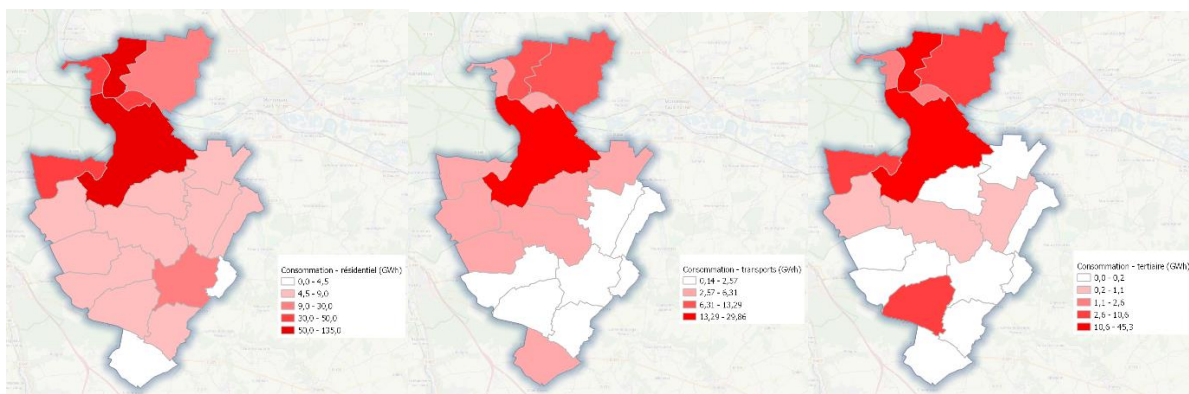 Consommation - résidentiel (GWh)
0,0 - 4,5
4,5 - 9,0
9,0 - 30,0
30,0 - 50,0
50,0 - 135,0
Consommation - transports (GWh)
0,14 - 2,57
2,57 - 6,31
6,31 - 13,29
13,29 - 29,86
Consommation - tertiaire (GWh)
0,0 - 0,2
0,2 - 1,1
1,1 - 2,6
2,6 - 10,6
10,6 - 45,3